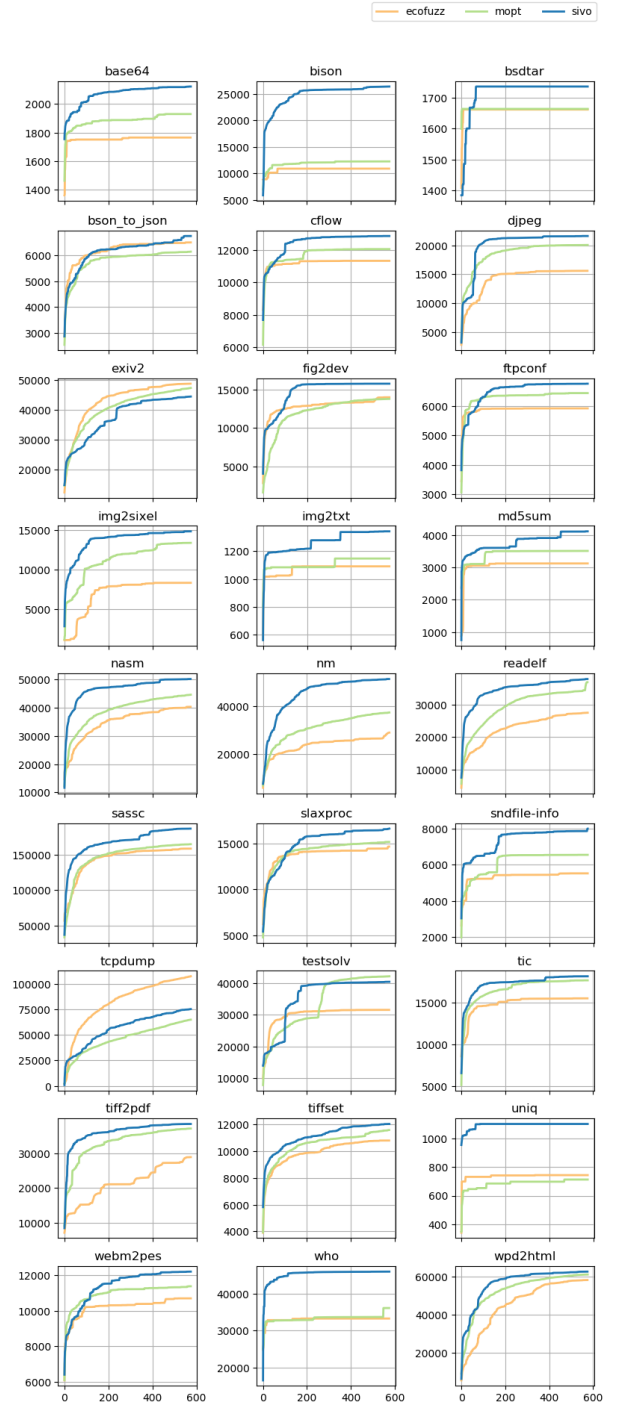 ecofuzz mopt sivo
base64 bison bsdtar
2000 1800 1600 1400
25000 20000 15000 10000 5000
1700 1600 1500 1400
bson_to_json cflow djpeg
6000 5000 4000 3000
12000 10000 8000 6000
20000 15000 10000 5000
exiv2 fig2dev ftpconf
50000 40000 30000 20000
15000 10000 5000
6000 5000 4000 3000
img2sixel img2txt md5sum
15000 10000 5000
1200 1000 800 600
4000 3000 2000 1000
nasm nm readelf
50000 40000 30000 20000 10000
40000 20000
30000 20000 10000
sassc slaxproc sndfile-info
150000 100000 50000
15000 10000 5000
8000 6000 4000 2000
tcpdump testsolv tic
100000 75000 50000 25000 0
40000 30000 20000 10000
15000 10000 5000
tiff2pdf tiffset uniq
30000 20000 10000
12000 10000 8000 6000 4000
1000 800 600 400
webm2pes who wpd2html
12000 10000 8000 6000
40000 30000 20000
60000 40000 20000
0 200 400 600 0 200 400 600 0 200 400 600